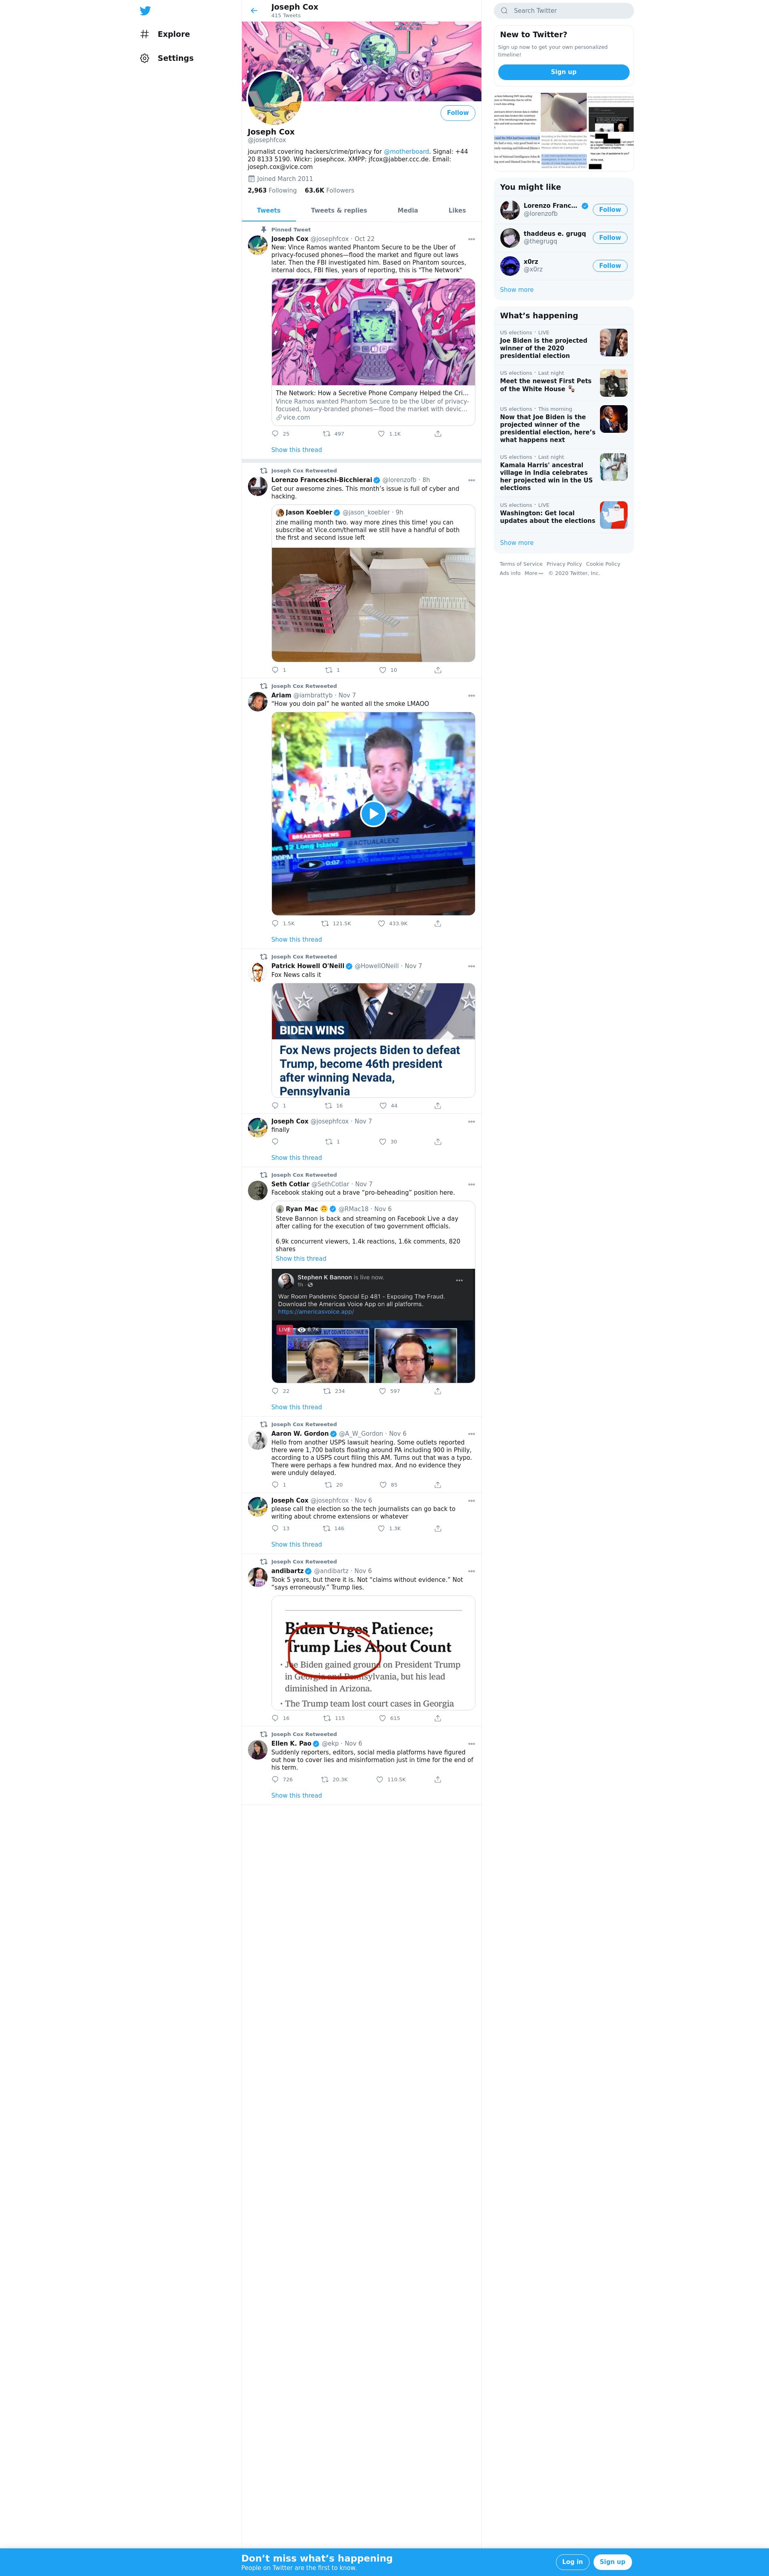 Explore
Settings
Joseph Cox
415 Tweets
Follow
Joseph Cox
@josephfcox
journalist covering hackers/crime/privacy for @motherboard. Signal: +44
20 8133 5190. Wickr: josephcox. XMPP: jfcox@jabber.ccc.de. Email:
joseph.cox@vice.com
Joined March 2011
2,963 Following 63.6K Followers
Tweets Tweets & replies Media Likes
Pinned Tweet
Joseph Cox @josephfcox · Oct 22
New: Vince Ramos wanted Phantom Secure to be the Uber of
privacy-focused phones—flood the market and figure out laws
later. Then the FBI investigated him. Based on Phantom sources,
internal docs, FBI files, years of reporting, this is "The Network"
The Network: How a Secretive Phone Company Helped the Cri...
Vince Ramos wanted Phantom Secure to be the Uber of privacy-
focused, luxury-branded phones—flood the market with devic...
vice.com
25 497 1.1K
Show this thread
Joseph Cox Retweeted
Lorenzo Franceschi-Bicchierai @lorenzofb · 8h
Get our awesome zines. This month's issue is full of cyber and
hacking.
Jason Koebler @jason_koebler · 9h
zine mailing month two. way more zines this time! you can
subscribe at Vice.com/themail we still have a handful of both
the first and second issue left
1 1 10
Joseph Cox Retweeted
Ariam @iambrattyb · Nov 7
"How you doin pal" he wanted all the smoke LMAOO
BREAKING NEWS
ws 12 Long Island
@ACTUALALEXZ
0:07
1.5K 121.5K 433.9K
Show this thread
Joseph Cox Retweeted
Patrick Howell O'Neill @HowellONeill · Nov 7
Fox News calls it
BIDEN WINS
Fox News projects Biden to defeat
Trump, become 46th president
after winning Nevada,
Pennsylvania
1 16 44
Joseph Cox @josephfcox · Nov 7
finally
1 30
Show this thread
Joseph Cox Retweeted
Seth Cotlar @SethCotlar · Nov 7
Facebook staking out a brave "pro-beheading" position here.
Ryan Mac @RMac18 · Nov 6
Steve Bannon is back and streaming on Facebook Live a day
after calling for the execution of two government officials.
6.9k concurrent viewers, 1.4k reactions, 1.6k comments, 820
shares
Show this thread
Stephen K Bannon is live now.
War Room Pandemic Special Ep 481 - Exposing The Fraud.
Download the Americas Voice App on all platforms.
https://americasvoice.app/
LIVE 6.7K
22 234 597
Show this thread
Joseph Cox Retweeted
Aaron W. Gordon @A_W_Gordon · Nov 6
Hello from another USPS lawsuit hearing. Some outlets reported
there were 1,700 ballots floating around PA including 900 in Philly,
according to a USPS court filing this AM. Turns out that was a typo.
There were perhaps a few hundred max. And no evidence they
were unduly delayed.
1 20 85
Joseph Cox @josephfcox · Nov 6
please call the election so the tech journalists can go back to
writing about chrome extensions or whatever
13 146 1.3K
Show this thread
Joseph Cox Retweeted
andibartz @andibartz · Nov 6
Took 5 years, but there it is. Not "claims without evidence." Not
"says erroneously." Trump lies.
Biden Urges Patience;
Trump Lies About Count
• Joe Biden gained ground on President Trump
in Georgia and Pennsylvania, but his lead
diminished in Arizona.
• The Trump team lost court cases in Georgia
16 115 615
Joseph Cox Retweeted
Ellen K. Pao @ekp · Nov 6
Suddenly reporters, editors, social media platforms have figured
out how to cover lies and misinformation just in time for the end of
his term.
726 20.3K 110.5K
Show this thread
Search Twitter
New to Twitter?
Sign up now to get your own personalized
timeline!
Sign up
You might like
Lorenzo Franc...
@lorenzofb
Follow
thaddeus e. grugq
@thegrugq
Follow
x0rz
@x0rz
Follow
Show more
What's happening
US elections · LIVE
Joe Biden is the projected
winner of the 2020
presidential election
US elections · Last night
Meet the newest First Pets
of the White House
US elections · This morning
Now that Joe Biden is the
projected winner of the
presidential election, here's
what happens next
US elections · Last night
Kamala Harris' ancestral
village in India celebrates
her projected win in the US
elections
US elections · LIVE
Washington: Get local
updates about the elections
Show more
Terms of Service Privacy Policy Cookie Policy
Ads info More © 2020 Twitter, Inc.
Don't miss what's happening
People on Twitter are the first to know.
Log in Sign up